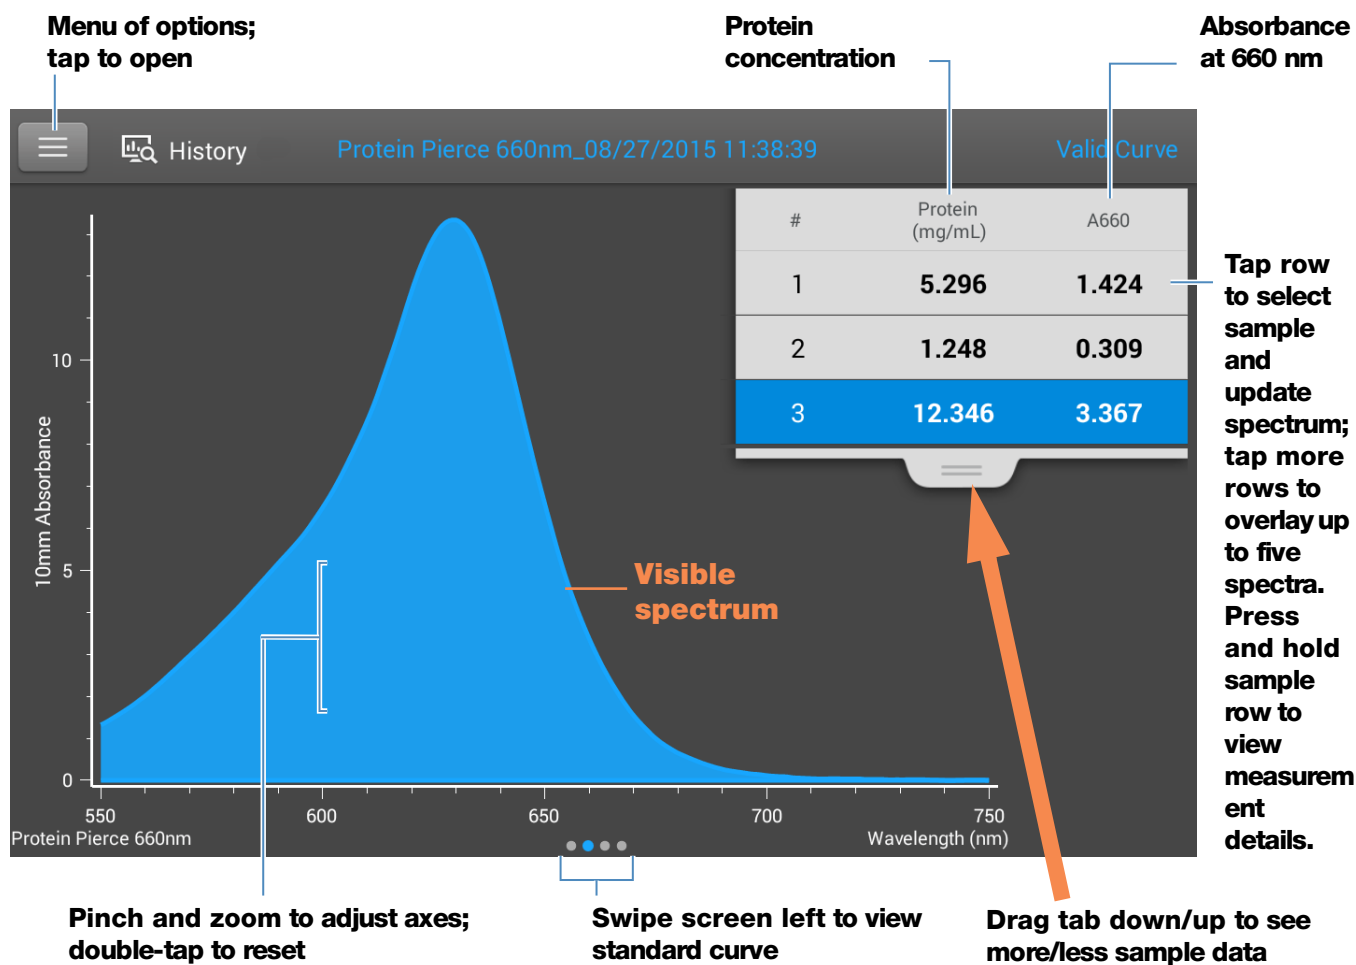 Menu of options;
tap to open
Protein
concentration
Absorbance
at 660 nm
History
Protein Pierce 660nm_08/27/2015 11:38:39
Valid Curve
# Protein (mg/mL) A660
1 5.296 1.424
2 1.248 0.309
3 12.346 3.367
Tap row
to select
sample
and
update
spectrum;
tap more
rows to
overlay up
to five
spectra.
Press
and hold
sample
row to
view
measurem
ent
details.
10mm Absorbance
10
5
0
Visible
spectrum
550 600 650 700 750
Protein Pierce 660nm
Wavelength (nm)
Pinch and zoom to adjust axes;
double-tap to reset
Swipe screen left to view
standard curve
Drag tab down/up to see
more/less sample data